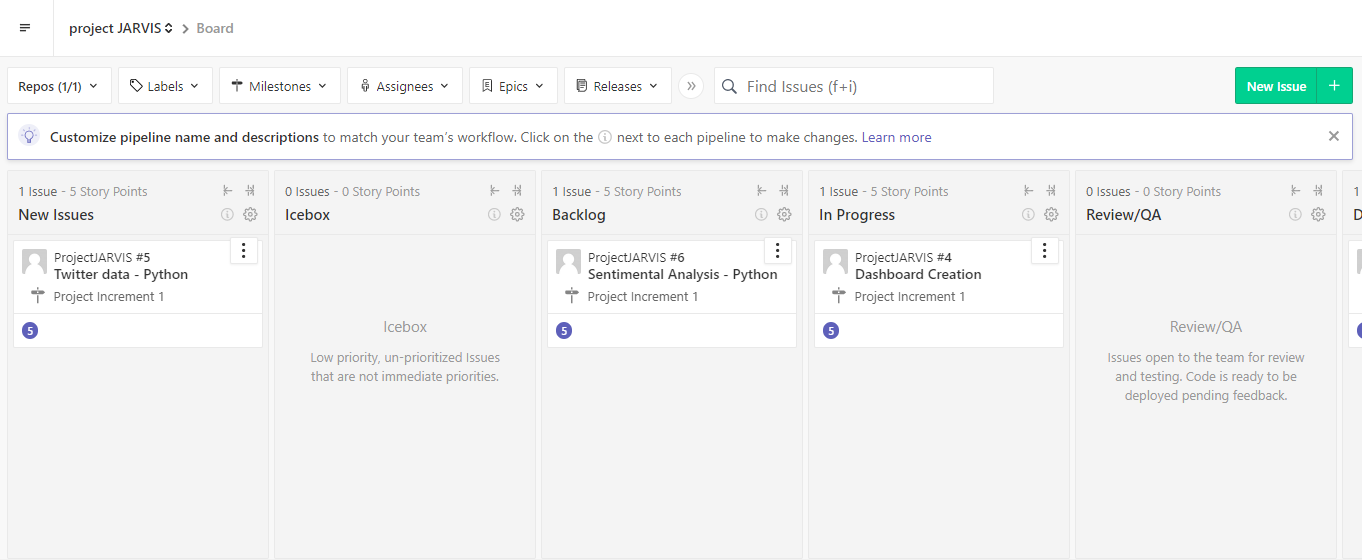 project JARVIS > Board
Repos (1/1) Labels Milestones Assignees Epics Releases » Find Issues (f+i) New Issue +
Customize pipeline name and descriptions to match your team's workflow. Click on the i next to each pipeline to make changes. Learn more
1 Issue - 5 Story Points
New Issues
ProjectJARVIS #5
Twitter data - Python
Project Increment 1
5
0 Issues - 0 Story Points
Icebox
Icebox
Low priority, un-prioritized Issues
that are not immediate priorities.
1 Issue - 5 Story Points
Backlog
ProjectJARVIS #6
Sentimental Analysis - Python
Project Increment 1
5
1 Issue - 5 Story Points
In Progress
ProjectJARVIS #4
Dashboard Creation
Project Increment 1
5
0 Issues - 0 Story Points
Review/QA
Review/QA
Issues open to the team for review
and testing. Code is ready to be
deployed pending feedback.
1